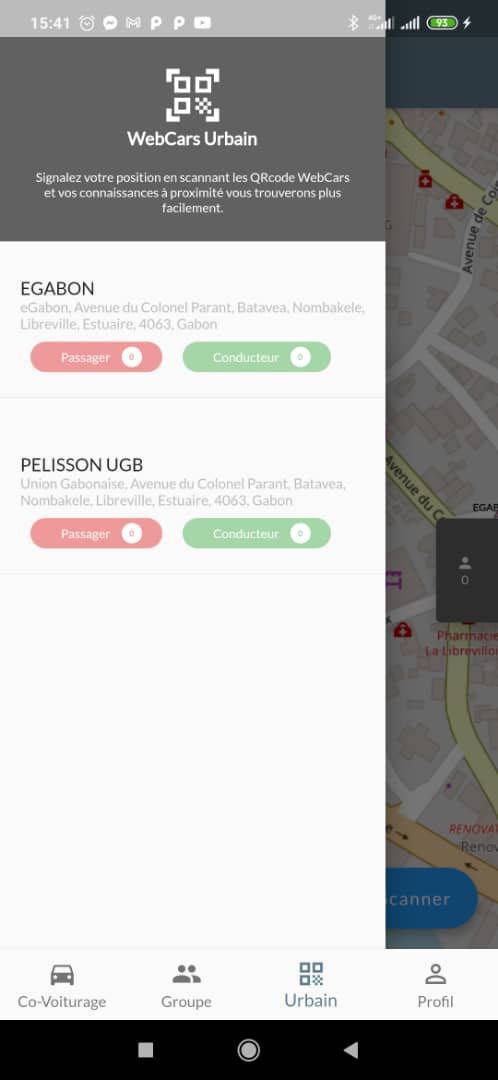 15:41
4G+
93
WebCars Urbain
Signalez votre position en scannant les QRcode WebCars
et vos connaissances à proximité vous trouverons plus
facilement.
EGABON
eGabon, Avenue du Colonel Parant, Batavea, Nombakele,
Libreville, Estuaire, 4063, Gabon
Passager 0
Conducteur 0
PELISSON UGB
Union Gabonaise, Avenue du Colonel Parant, Batavea,
Nombakele, Libreville, Estuaire, 4063, Gabon
Passager 0
Conducteur 0
Avenue de Co
Avenue du C
EGAB
0
Pharmacie
La Librevillo
RENOVAT
Renov
canner
Co-Voiturage
Groupe
Urbain
Profil